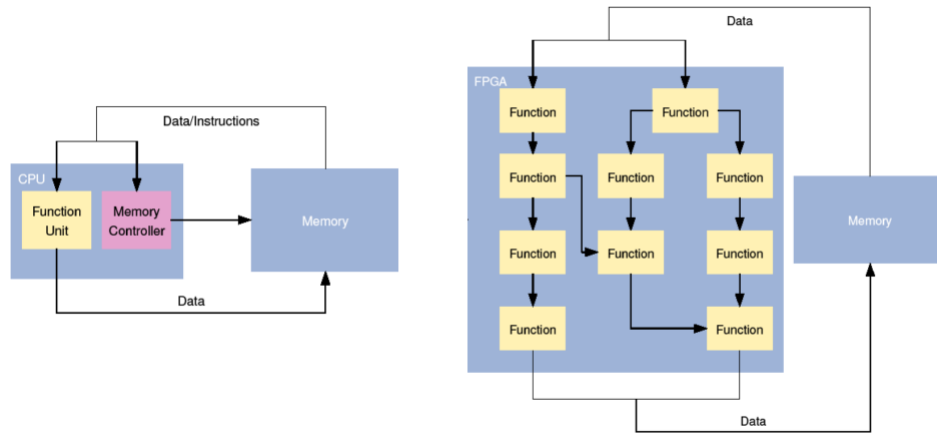 Data/Instructions
CPU
Function
Unit
Memory
Controller
Memory
Data
Data
FPGA
Function
Function
Function
Function
Function
Function
Function
Function
Function
Function
Memory
Data